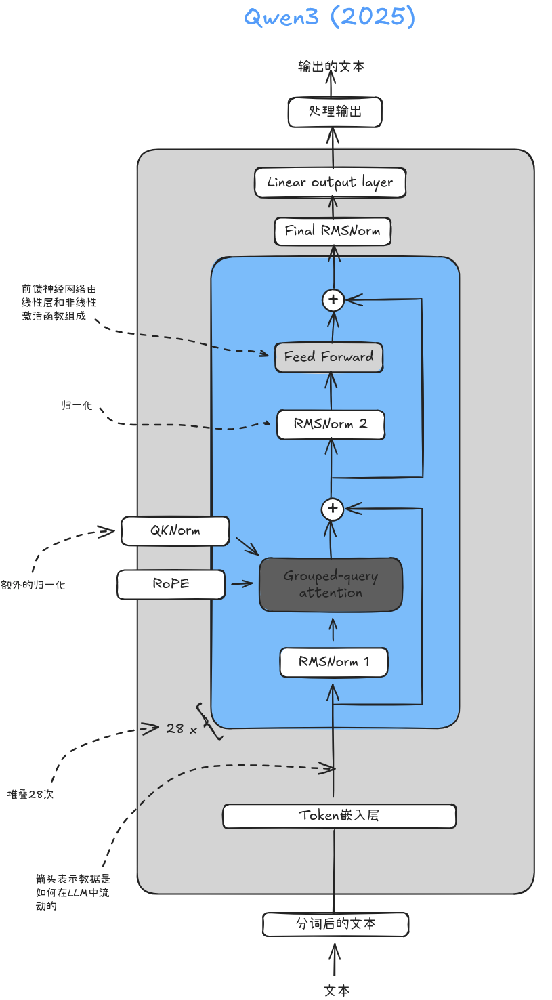 Qwen3 (2025)
输出的文本
处理输出
Linear output layer
Final RMSNorm
+
前馈神经网络由
线性层和非线性
激活函数组成
Feed Forward
归一化
RMSNorm 2
+
QKNorm
Grouped-query
attention
额外的归一化
RoPE
RMSNorm 1
28 x {
堆叠28次
Token嵌入层
箭头表示数据是
如何在LLM中流
动的
分词后的文本
文本